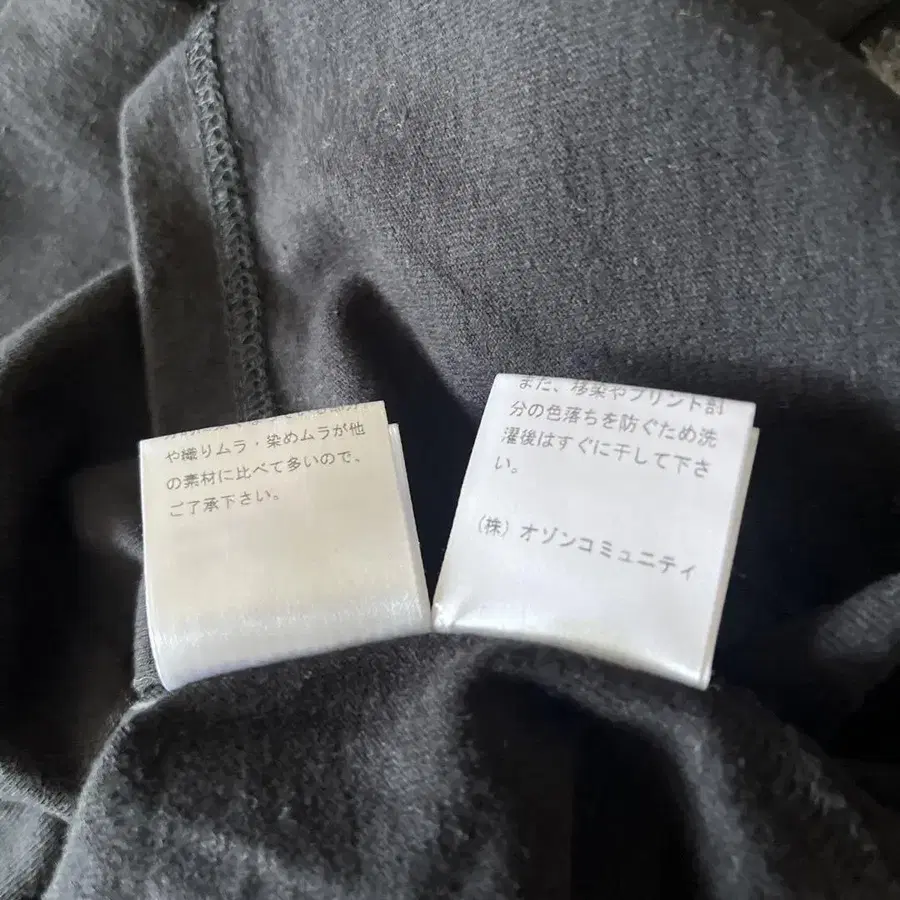 や織りムラ・染めムラが他
の素材に比べて多いので、
ご了承下さい。
また、移染やプリント部
分の色落ちを防ぐため洗
濯後はすぐに干して下さ
い。
(株) オゾンコミュニティ